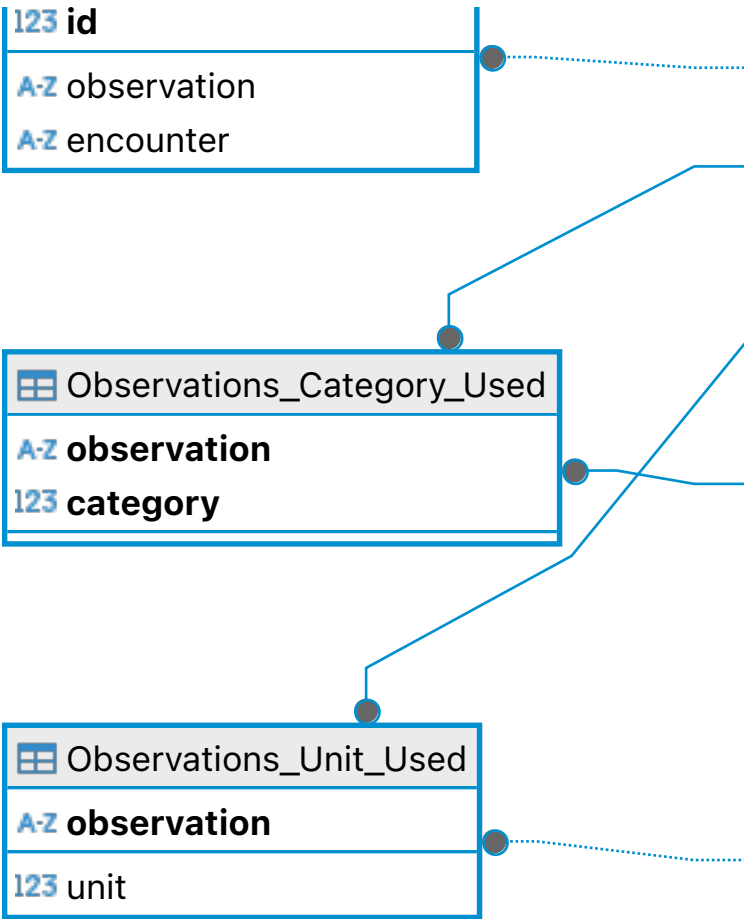 123 id
A-Z observation
A-Z encounter
Observations_Category_Used
A-Z observation
123 category
Observations_Unit_Used
A-Z observation
123 unit